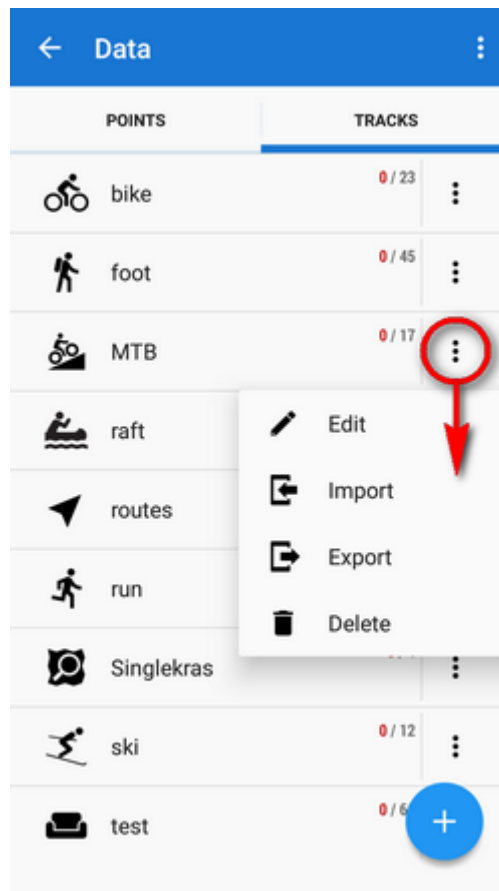 Data
POINTS TRACKS
bike 0 / 23
foot 0 / 45
MTB 0 / 17
Edit
raft
Import
routes
Export
run
Delete
Singlekras
ski 0 / 12
test 0 /